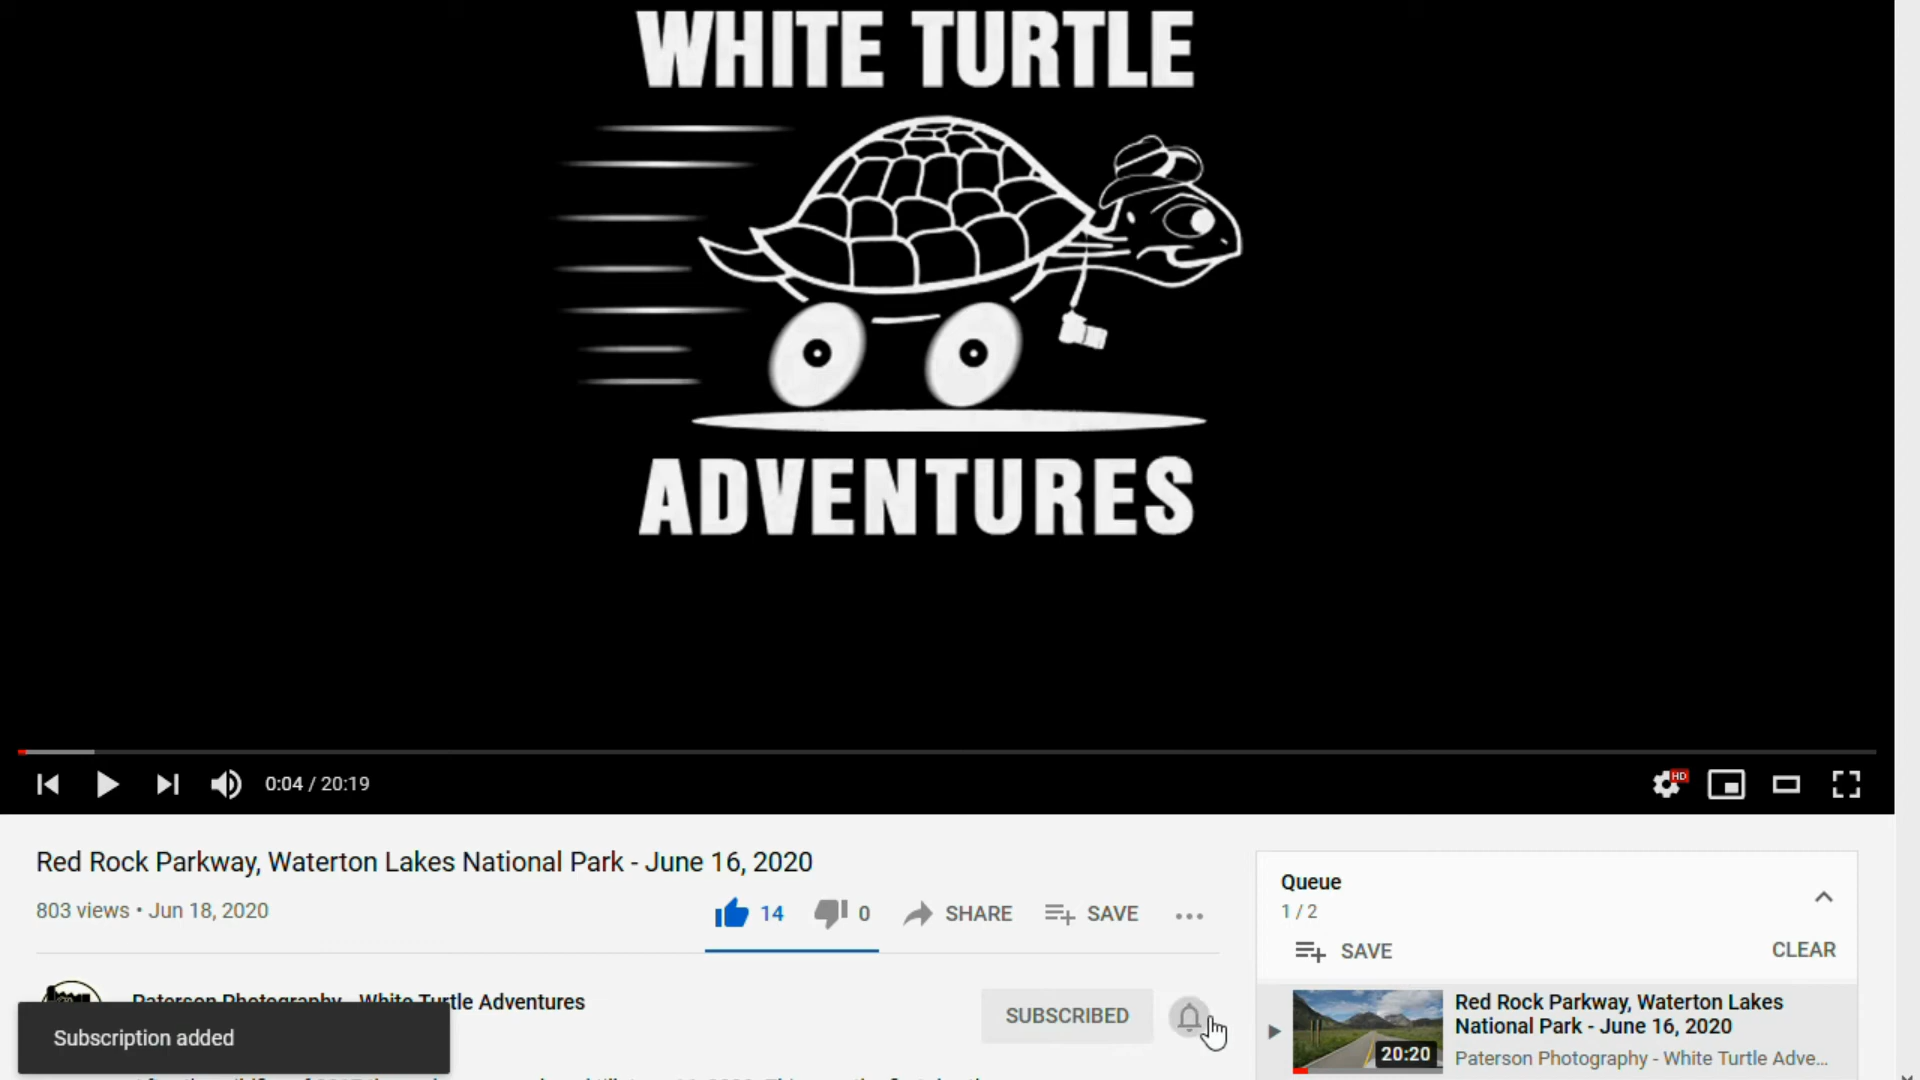 WHITE TURTLE
ADVENTURES
0:04 / 20:19
HD
Red Rock Parkway, Waterton Lakes National Park - June 16, 2020
803 views • Jun 18, 2020
14
0
SHARE
SAVE
Paterson Photography - White Turtle Adventures
SUBSCRIBED
Subscription added
Queue
1 / 2
SAVE
CLEAR
Red Rock Parkway, Waterton Lakes
National Park - June 16, 2020
20:20
Paterson Photography - White Turtle Adve...